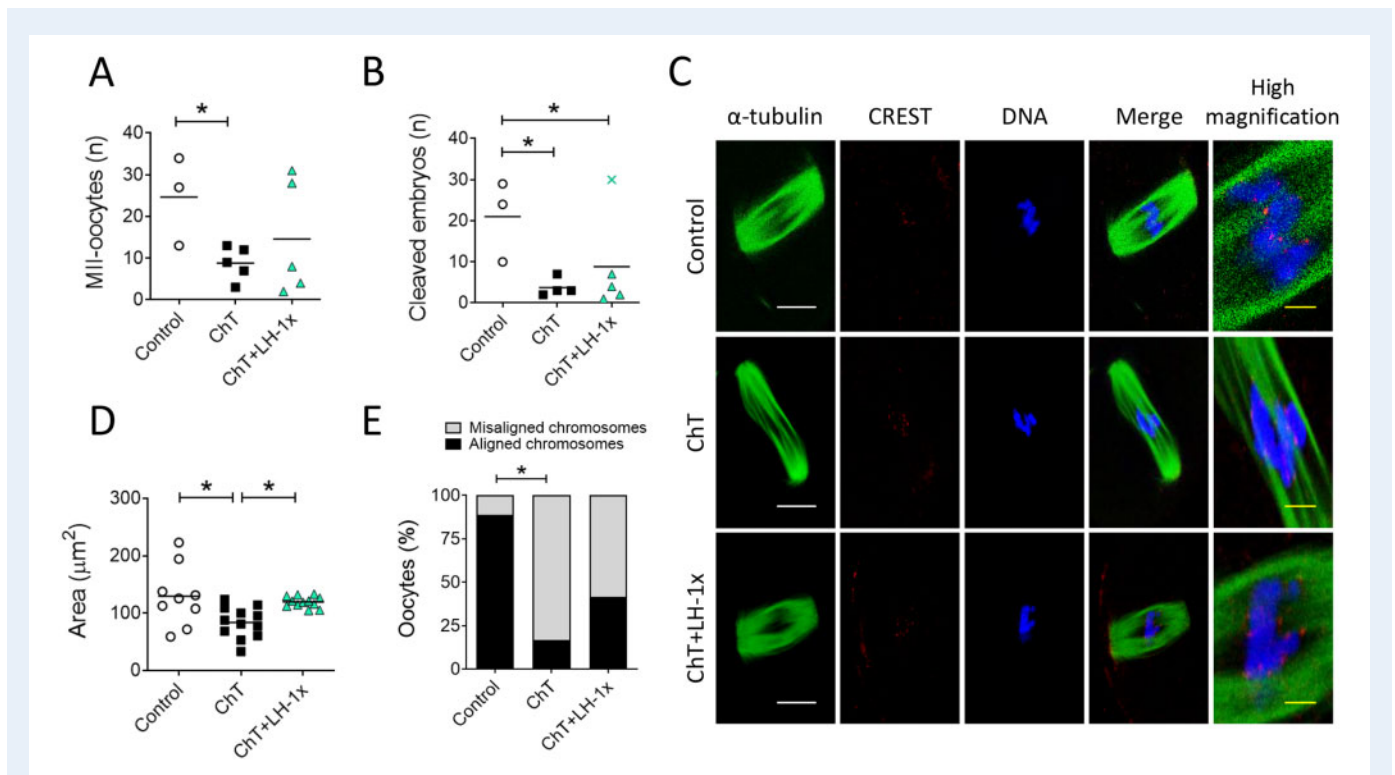 A
*
MII-oocytes (n)
40
30
20
10
0
Control
ChT
ChT+LH-1x
B
*
*
Cleaved embryos (n)
40
30
20
10
0
Control
ChT
ChT+LH-1x
C
α-tubulin
CREST
DNA
Merge
High
magnification
Control
ChT
ChT+LH-1x
D
*
*
Area (μm²)
300
200
100
0
Control
ChT
ChT+LH-1x
E
Misaligned chromosomes
Aligned chromosomes
*
Oocytes (%)
100
75
50
25
0
Control
ChT
ChT+LH-1x